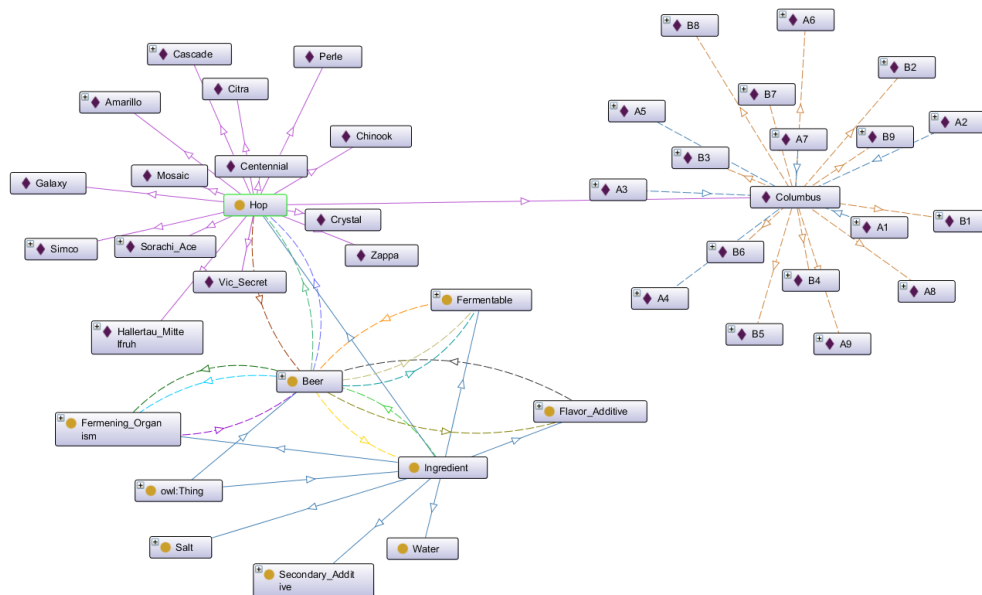 A6
B8
Cascade
Perle
B2
Citra
B7
Amarillo
A5
A2
Chinook
A7
B9
B3
Centennial
Mosaic
Galaxy
A3
Columbus
Hop
Crystal
B1
A1
Simco
Sorachi_Ace
B6
Zappa
Vic_Secret
B4
A8
A4
Fermentable
B5
Hallertau_Mitte
lfruh
A9
Beer
Flavor_Additive
Fermening_Organ
ism
Ingredient
owl:Thing
Salt
Water
Secondary_Addit
ive